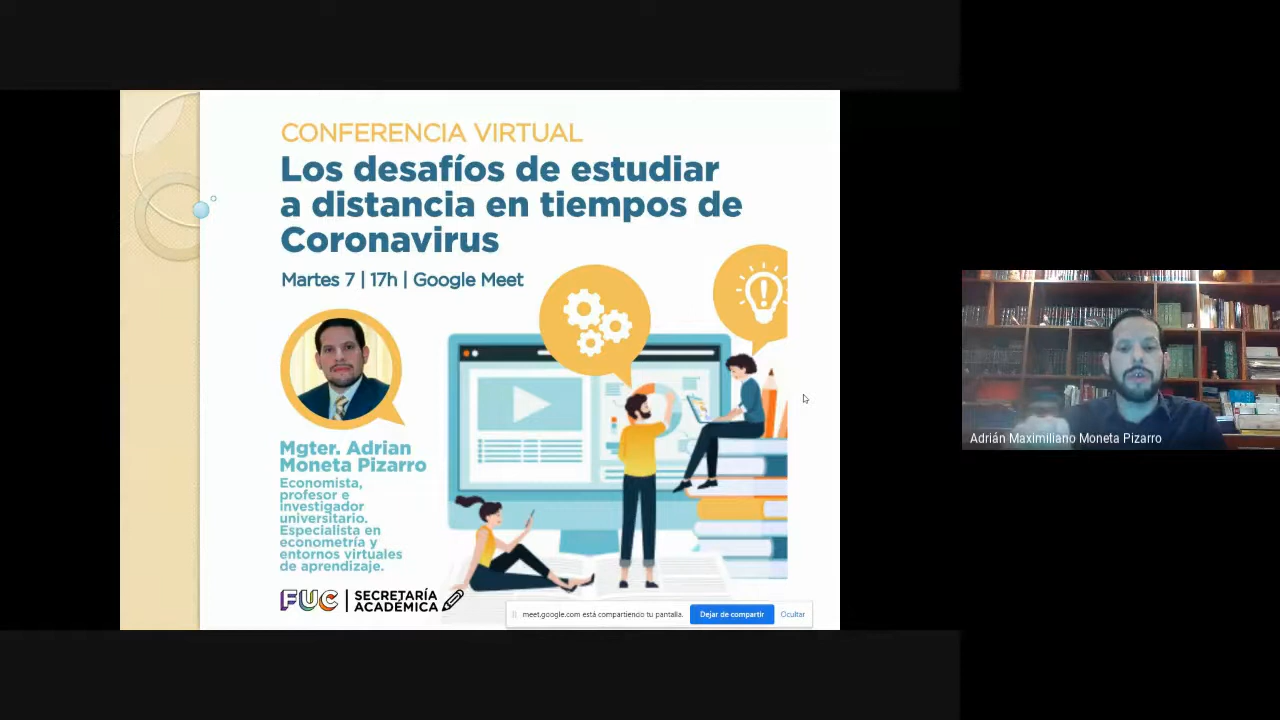 CONFERENCIA VIRTUAL
Los desafíos de estudiar
a distancia en tiempos de
Coronavirus
Martes 7 | 17h | Google Meet
Mgter. Adrian
Moneta Pizarro
Economista,
profesor e
investigador
universitario.
Especialista en
econometría y
entornos virtuales
de aprendizaje.
FUC | SECRETARÍA
ACADÉMICA
meet.google.com está compartiendo tu pantalla.
Dejar de compartir
Ocultar
Adrián Maximiliano Moneta Pizarro